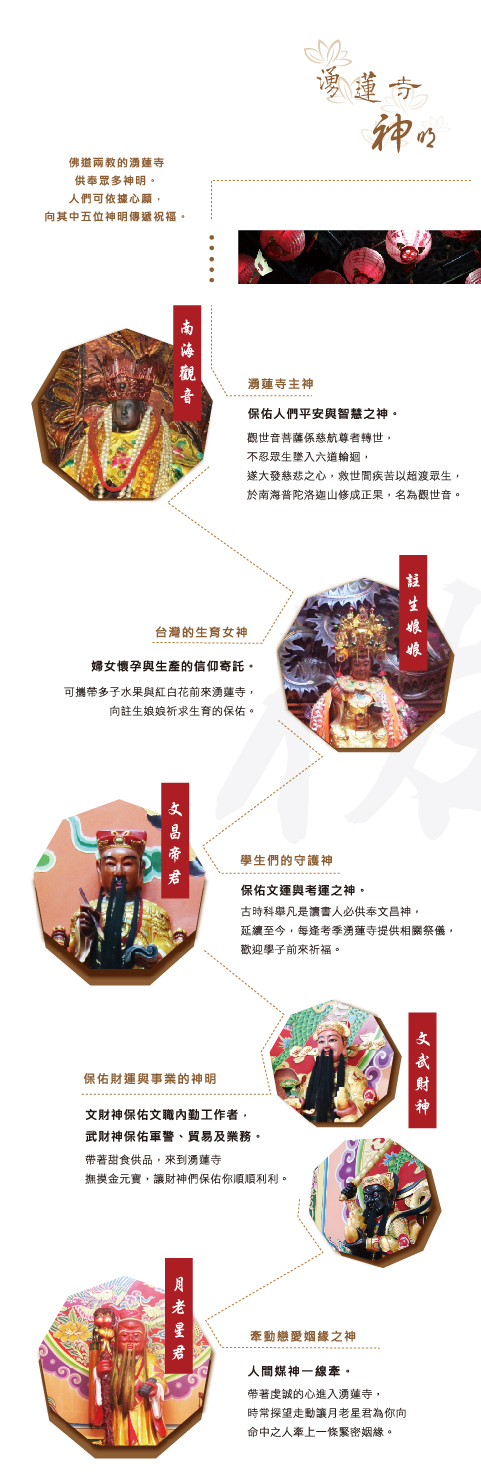 湧蓮寺
神明
佛道兩教的湧蓮寺
供奉眾多神明。
人們可依據心願，
向其中五位神明傳遞祝福。
南海觀音
湧蓮寺主神
保佑人們平安與智慧之神。
觀世音菩薩係慈航尊者轉世，
不忍眾生墜入六道輪迴，
遂大發慈悲之心，救世間疾苦以超渡眾生，
於南海普陀洛迦山修成正果，名為觀世音。
註生娘娘
台灣的生育女神
婦女懷孕與生產的信仰寄託。
可攜帶多子水果與紅白花前來湧蓮寺，
向註生娘娘祈求生育的保佑。
文昌帝君
學生們的守護神
保佑文運與考運之神。
古時科舉凡是讀書人必供奉文昌神，
延續至今，每逢考季湧蓮寺提供相關祭儀，
歡迎學子前來祈福。
文武財神
保佑財運與事業的神明
文財神保佑文職內勤工作者，
武財神保佑軍警、貿易及業務。
帶著甜食供品，來到湧蓮寺
撫摸金元寶，讓財神們保佑你順順利利。
月老星君
牽動戀愛姻緣之神
人間媒神一線牽。
帶著虔誠的心進入湧蓮寺，
時常探望走動讓月老星君為你向
命中之人牽上一條緊密姻緣。